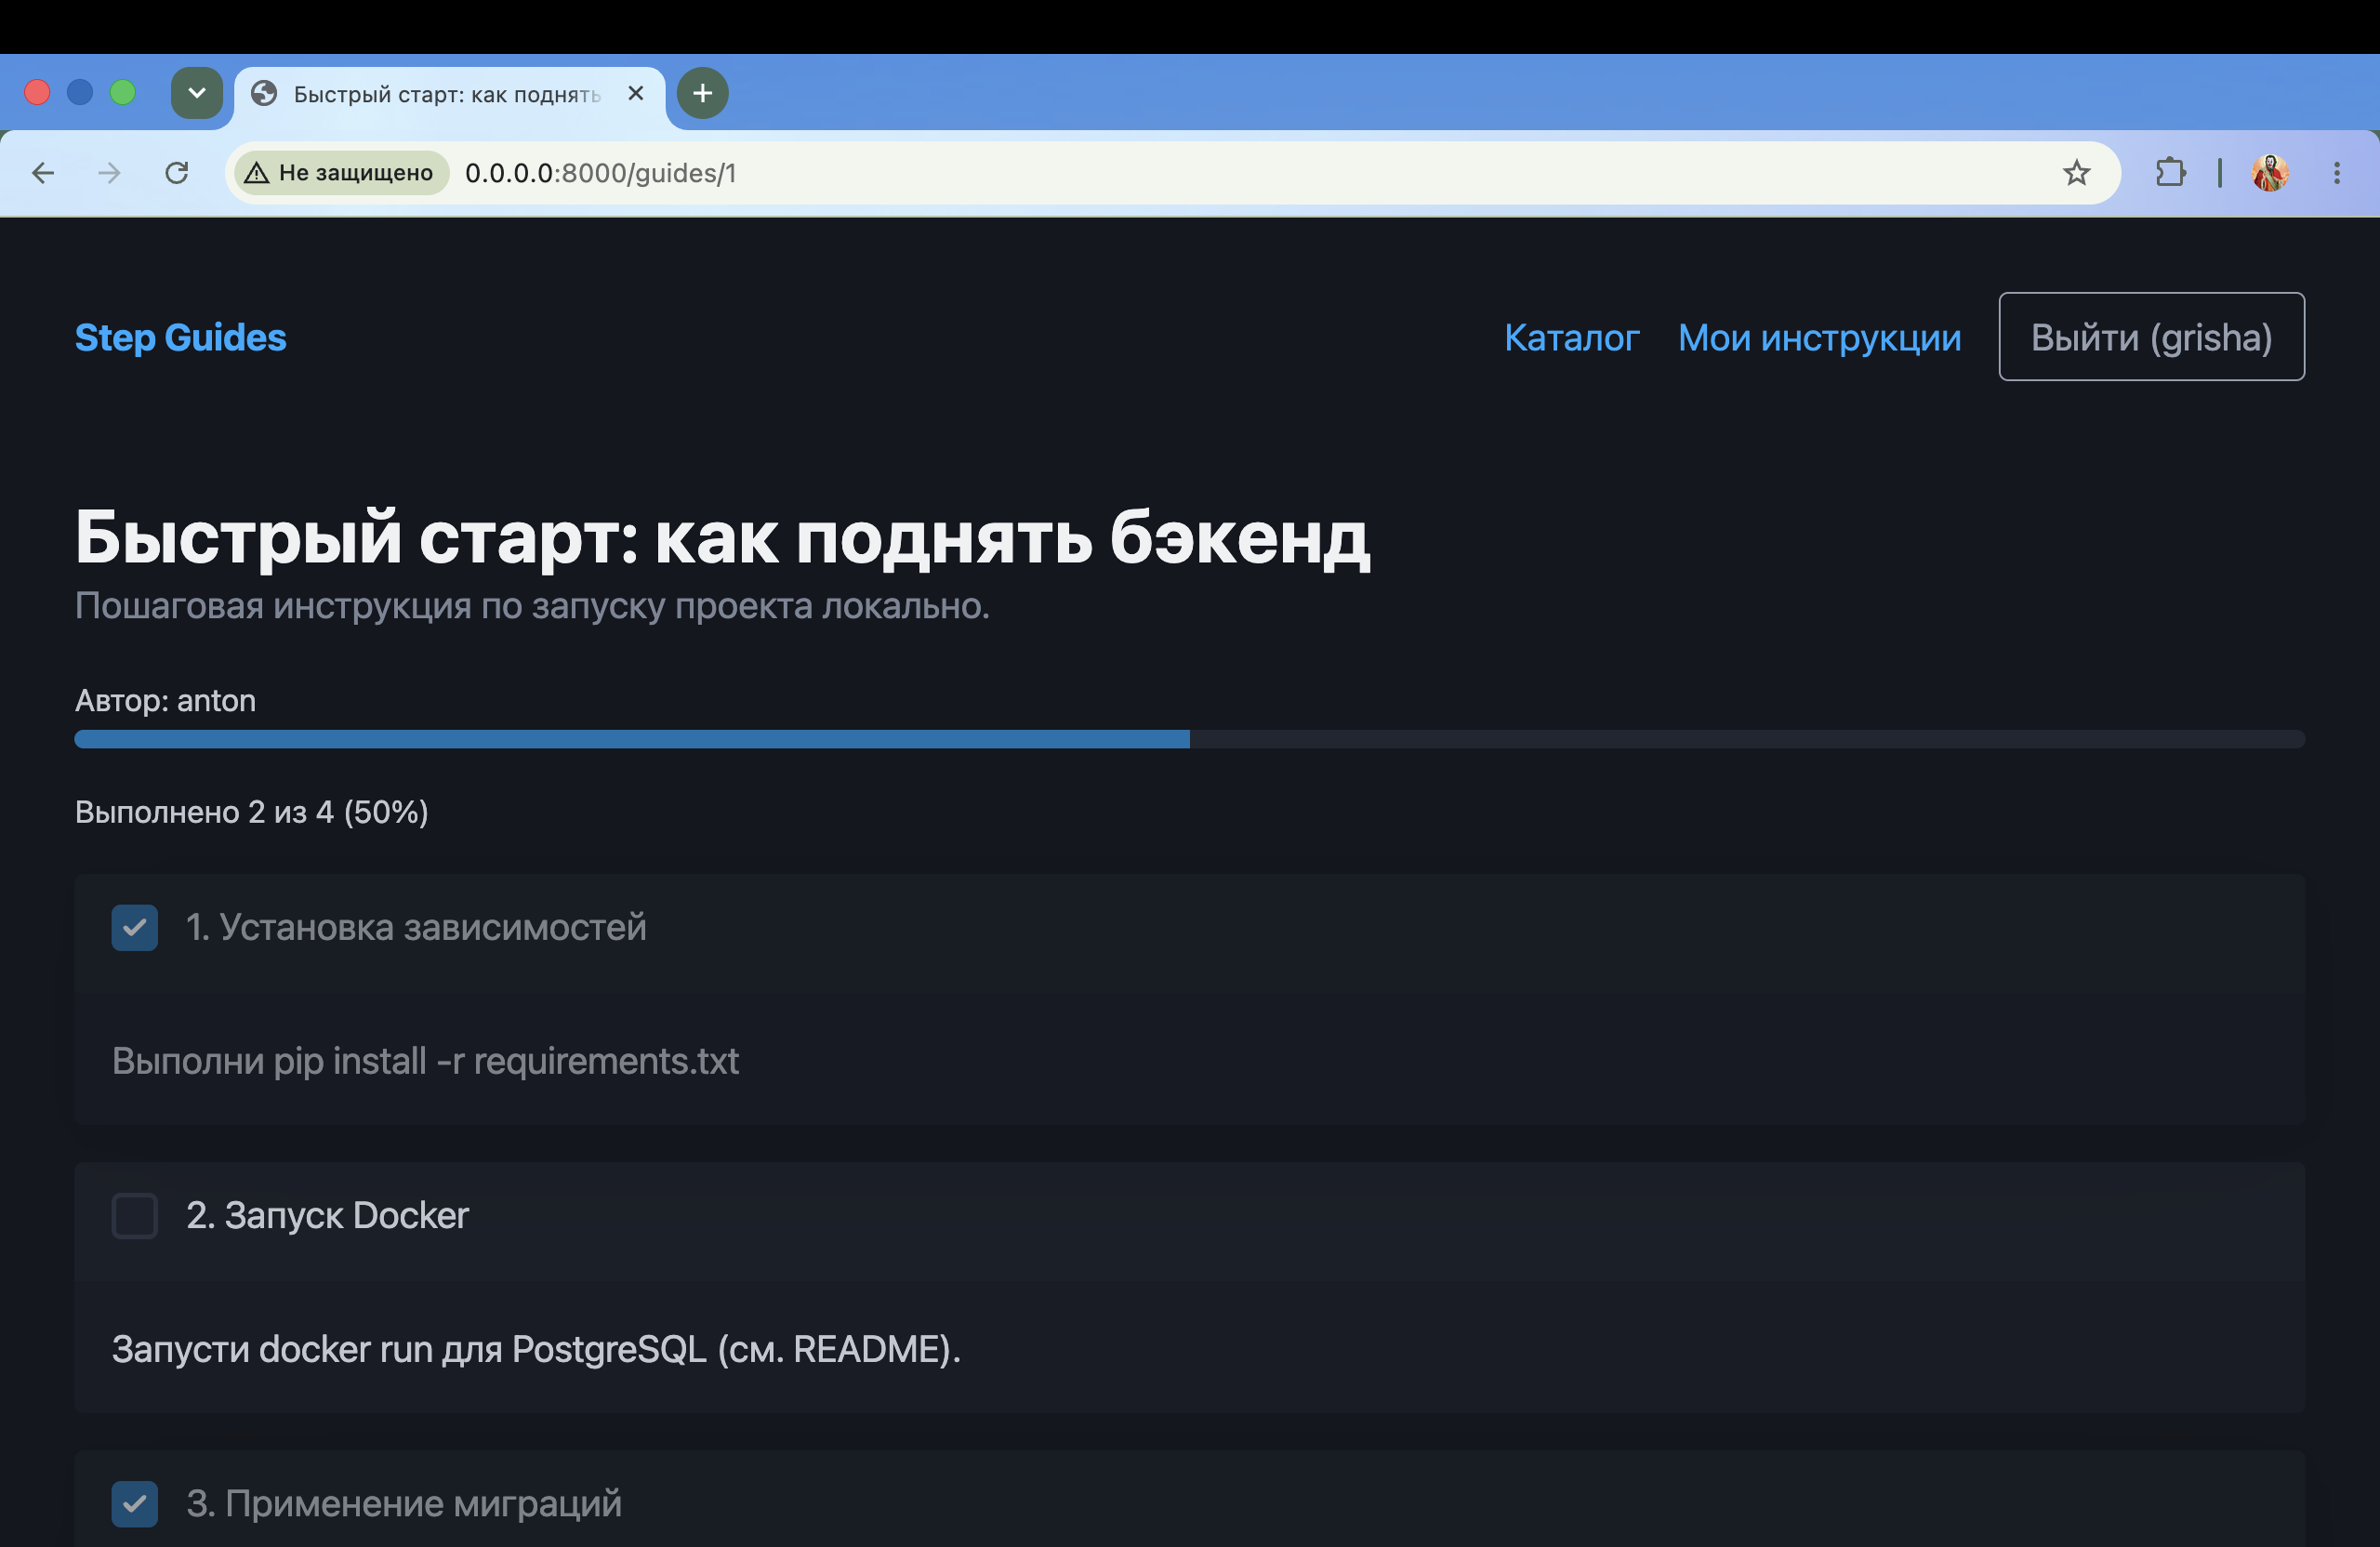 Быстрый старт: как поднять
Не защищено 0.0.0.0:8000/guides/1
Step Guides Каталог Мои инструкции Выйти (grisha)
Быстрый старт: как поднять бэкенд
Пошаговая инструкция по запуску проекта локально.
Автор: anton
Выполнено 2 из 4 (50%)
1. Установка зависимостей
Выполни pip install -r requirements.txt
2. Запуск Docker
Запусти docker run для PostgreSQL (см. README).
3. Применение миграций